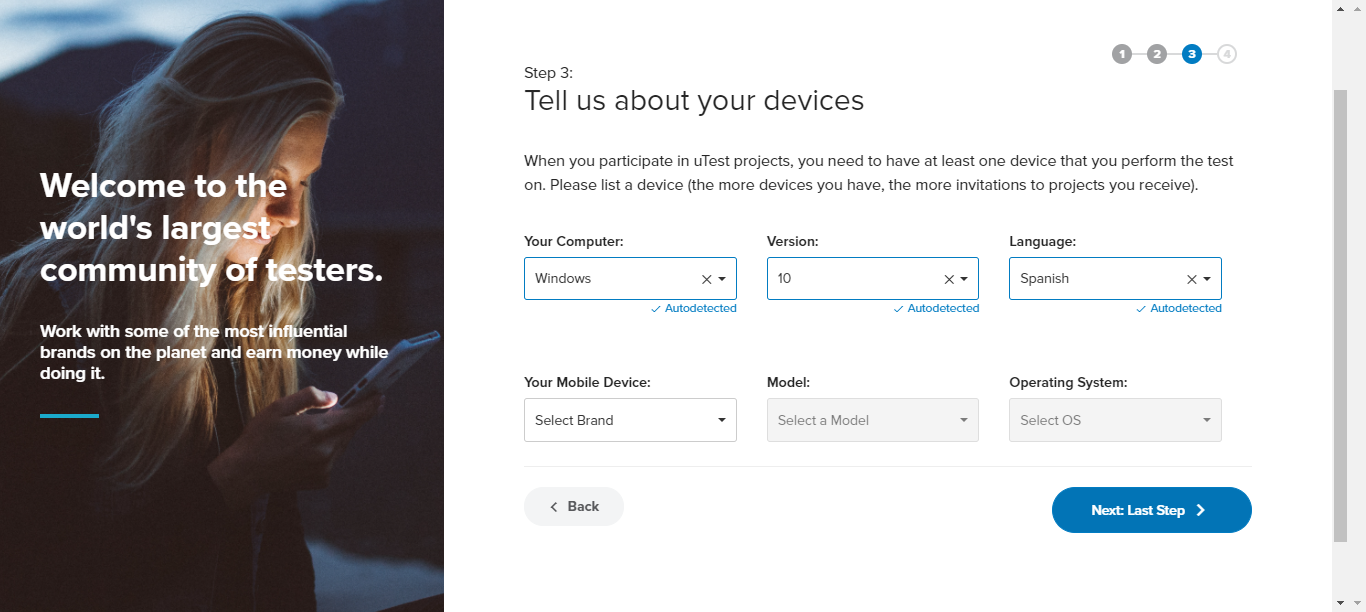 Welcome to the
world's largest
community of testers.
Work with some of the most influential
brands on the planet and earn money while
doing it.
1 2 3 4
Step 3:
Tell us about your devices
When you participate in uTest projects, you need to have at least one device that you perform the test
on. Please list a device (the more devices you have, the more invitations to projects you receive).
Your Computer: Version: Language:
Windows 10 Spanish
Autodetected Autodetected Autodetected
Your Mobile Device: Model: Operating System:
Select Brand Select a Model Select OS
Back Next: Last Step